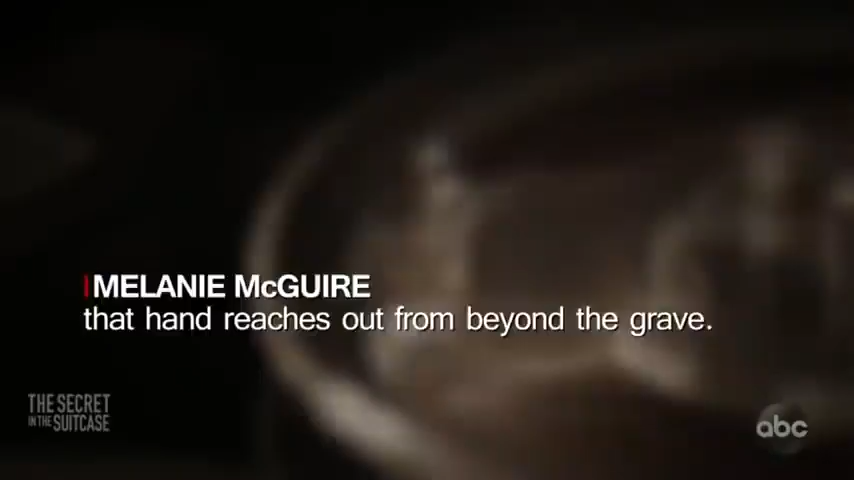 MELANIE McGUIRE
that hand reaches out from beyond the grave.
THE SECRET
IN THE SUITCASE
abc